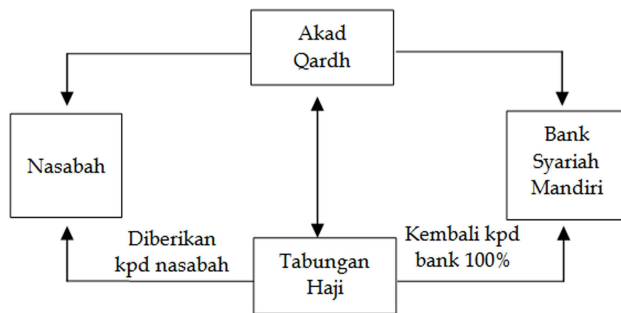 Akad
Qardh
Nasabah
Bank
Syariah
Mandiri
Diberikan
kpd nasabah
Tabungan
Haji
Kembali kpd
bank 100%